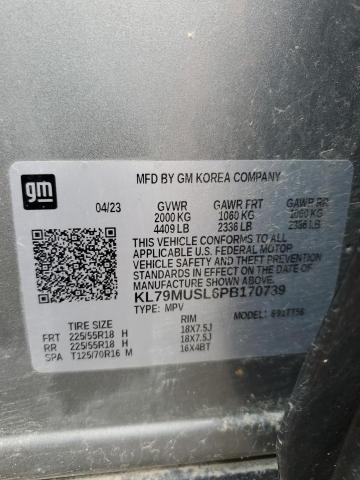 gm
MFD BY GM KOREA COMPANY
04/23 GVWR GAWR FRT GAWR RR
2000 KG 1060 KG 1060 KG
4409 LB 2336 LB 2336 LB
THIS VEHICLE CONFORMS TO ALL
APPLICABLE U.S. FEDERAL MOTOR
VEHICLE SAFETY, BUMPER, AND
THEFT PREVENTION STANDARDS
IN EFFECT ON THE DATE OF
MANUFACTURE SHOWN ABOVE.
KL79MUSL6PB170739
TYPE: MPV MODEL:
TIRE SIZE RIM
FRT 225/55R18 H 18X7.5J
RR 225/55R18 H 18X7.5J
SPA T125/70R16 M 16X4BT